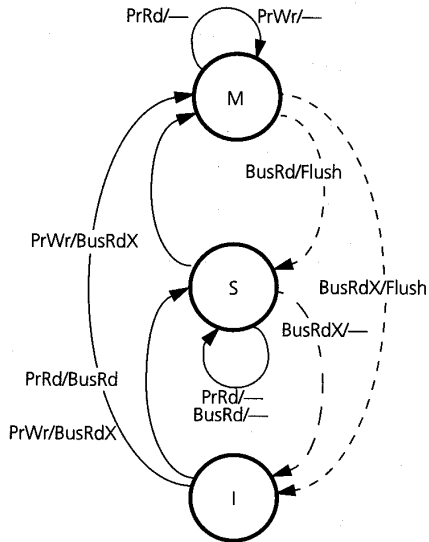 PrRd/— PrWr/—
M
BusRd/Flush
PrWr/BusRdX
S
BusRdX/Flush
BusRdX/—
PrRd/BusRd
PrRd/—
BusRd/—
PrWr/BusRdX
I